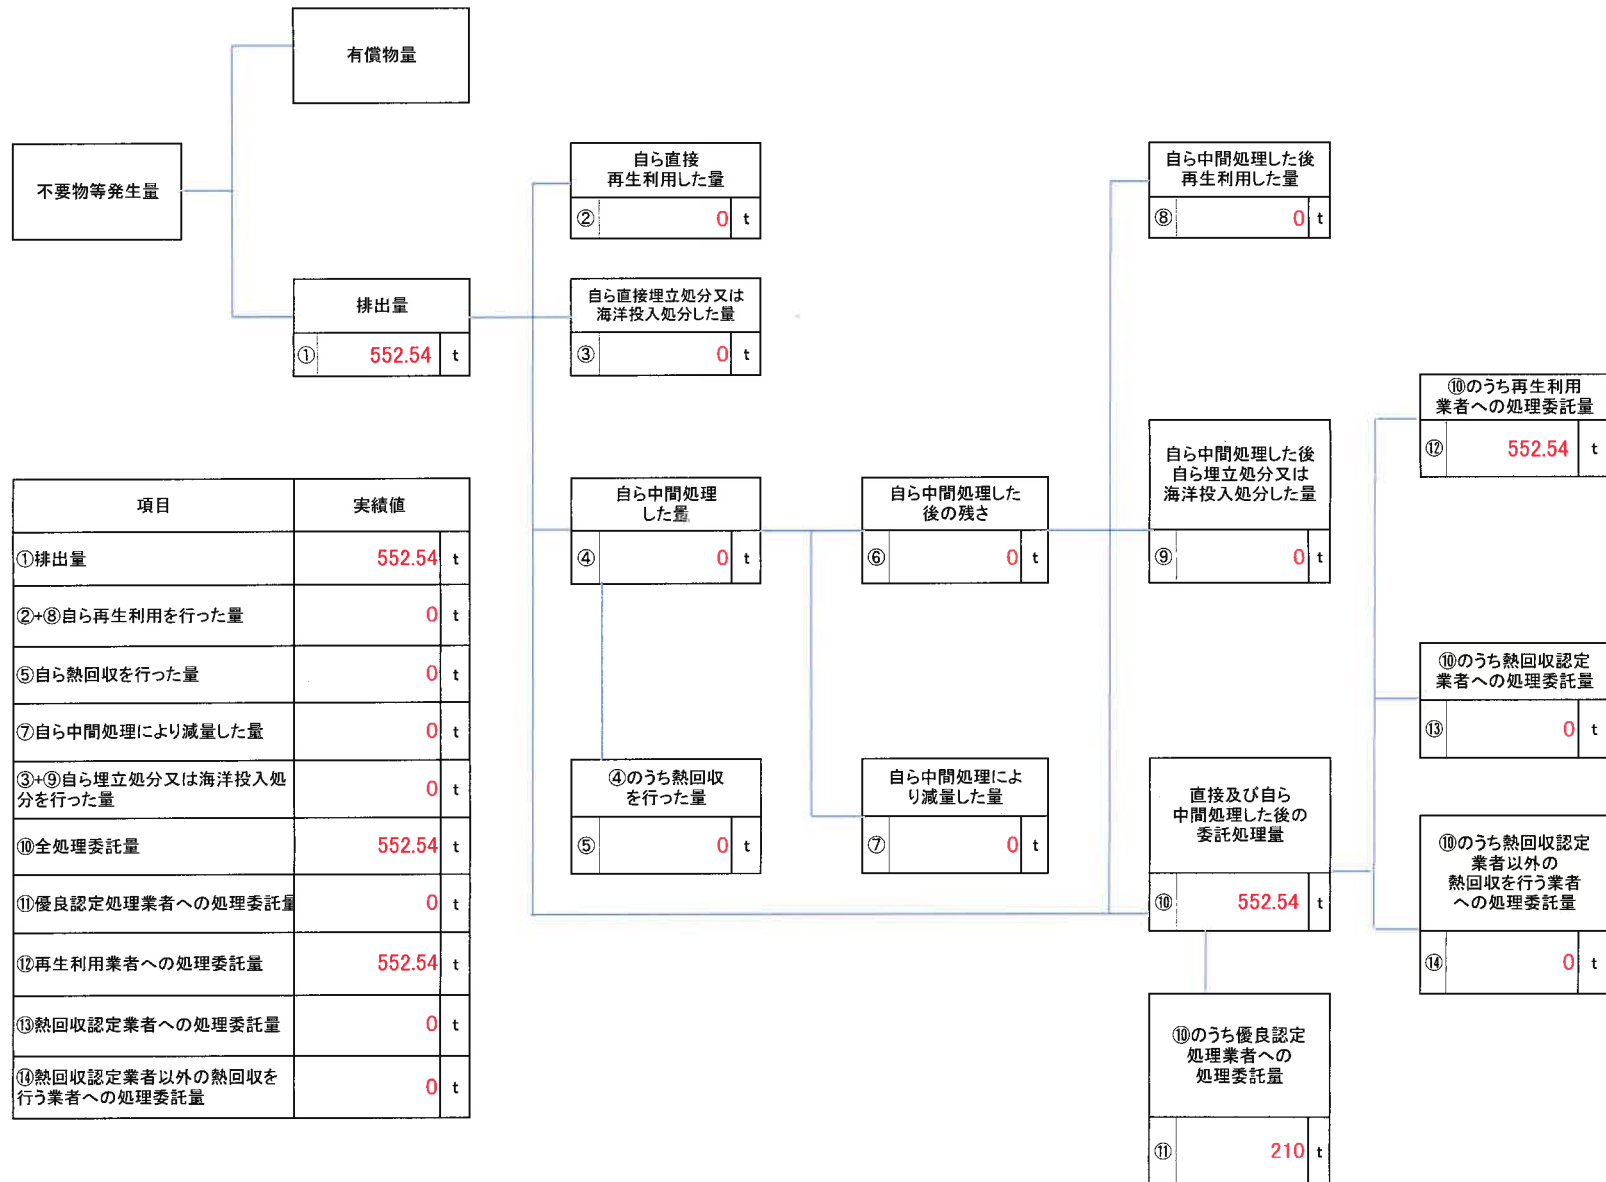 有償物量
不要物等発生量
排出量
① 552.54 t
自ら直接
再生利用した量
② 0 t
自ら直接埋立処分又は
海洋投入処分した量
③ 0 t
自ら中間処理
した量
④ 0 t
④のうち熱回収
を行った量
⑤ 0 t
自ら中間処理した
後の残さ
⑥ 0 t
自ら中間処理によ
り減量した量
⑦ 0 t
自ら中間処理した後
再生利用した量
⑧ 0 t
自ら中間処理した後
自ら埋立処分又は
海洋投入処分した量
⑨ 0 t
直接及び自ら
中間処理した後の
委託処理量
⑩ 552.54 t
⑩のうち優良認定
処理業者への
処理委託量
⑪ 210 t
⑩のうち再生利用
業者への処理委託量
⑫ 552.54 t
⑩のうち熱回収認定
業者への処理委託量
⑬ 0 t
⑩のうち熱回収認定
業者以外の
熱回収を行う業者
への処理委託量
⑭ 0 t
項目 実績値
①排出量 552.54 t
②+⑧自ら再生利用を行った量 0 t
⑤自ら熱回収を行った量 0 t
⑦自ら中間処理により減量した量 0 t
③+⑨自ら埋立処分又は海洋投入処
分を行った量 0 t
⑩全処理委託量 552.54 t
⑪優良認定処理業者への処理委託量 0 t
⑫再生利用業者への処理委託量 552.54 t
⑬熱回収認定業者への処理委託量 0 t
⑭熱回収認定業者以外の熱回収を
行う業者への処理委託量 0 t